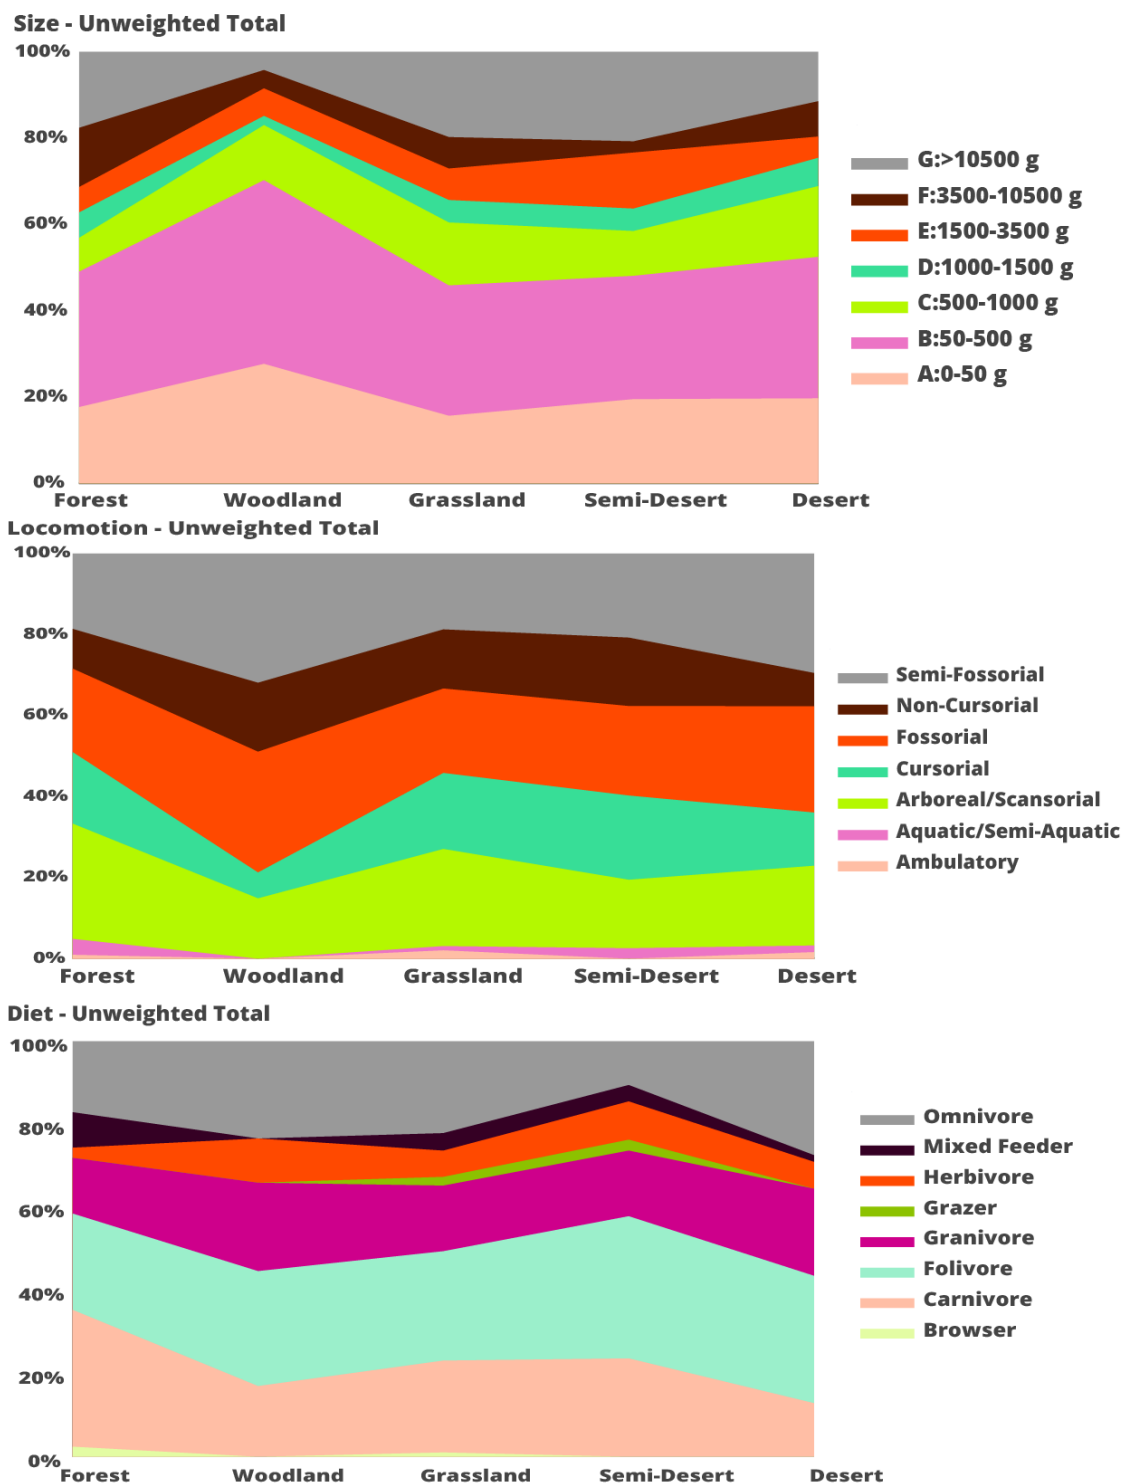 Size - Unweighted Total
100%
80%
60%
40%
20%
0%
Forest Woodland Grassland Semi-Desert Desert
G:>10500 g
F:3500-10500 g
E:1500-3500 g
D:1000-1500 g
C:500-1000 g
B:50-500 g
A:0-50 g
Locomotion - Unweighted Total
100%
80%
60%
40%
20%
0%
Forest Woodland Grassland Semi-Desert Desert
Semi-Fossorial
Non-Cursorial
Fossorial
Cursorial
Arboreal/Scansorial
Aquatic/Semi-Aquatic
Ambulatory
Diet - Unweighted Total
100%
80%
60%
40%
20%
0%
Forest Woodland Grassland Semi-Desert Desert
Omnivore
Mixed Feeder
Herbivore
Grazer
Granivore
Folivore
Carnivore
Browser